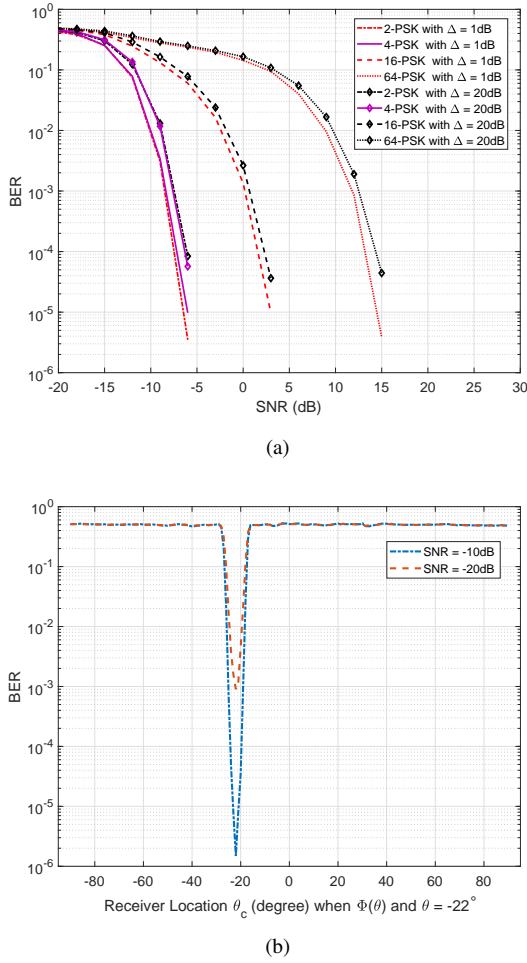 10^0
10^-1
10^-2
10^-3
10^-4
10^-5
10^-6
BER
2-PSK with Δ = 1dB
4-PSK with Δ = 1dB
16-PSK with Δ = 1dB
64-PSK with Δ = 1dB
2-PSK with Δ = 20dB
4-PSK with Δ = 20dB
16-PSK with Δ = 20dB
64-PSK with Δ = 20dB
-20 -15 -10 -5 0 5 10 15 20 25 30
SNR (dB)
(a)
10^0
10^-1
10^-2
10^-3
10^-4
10^-5
10^-6
BER
SNR = -10dB
SNR = -20dB
-80 -60 -40 -20 0 20 40 60 80
Receiver Location θ_c (degree) when Φ(θ) and θ = -22°
(b)